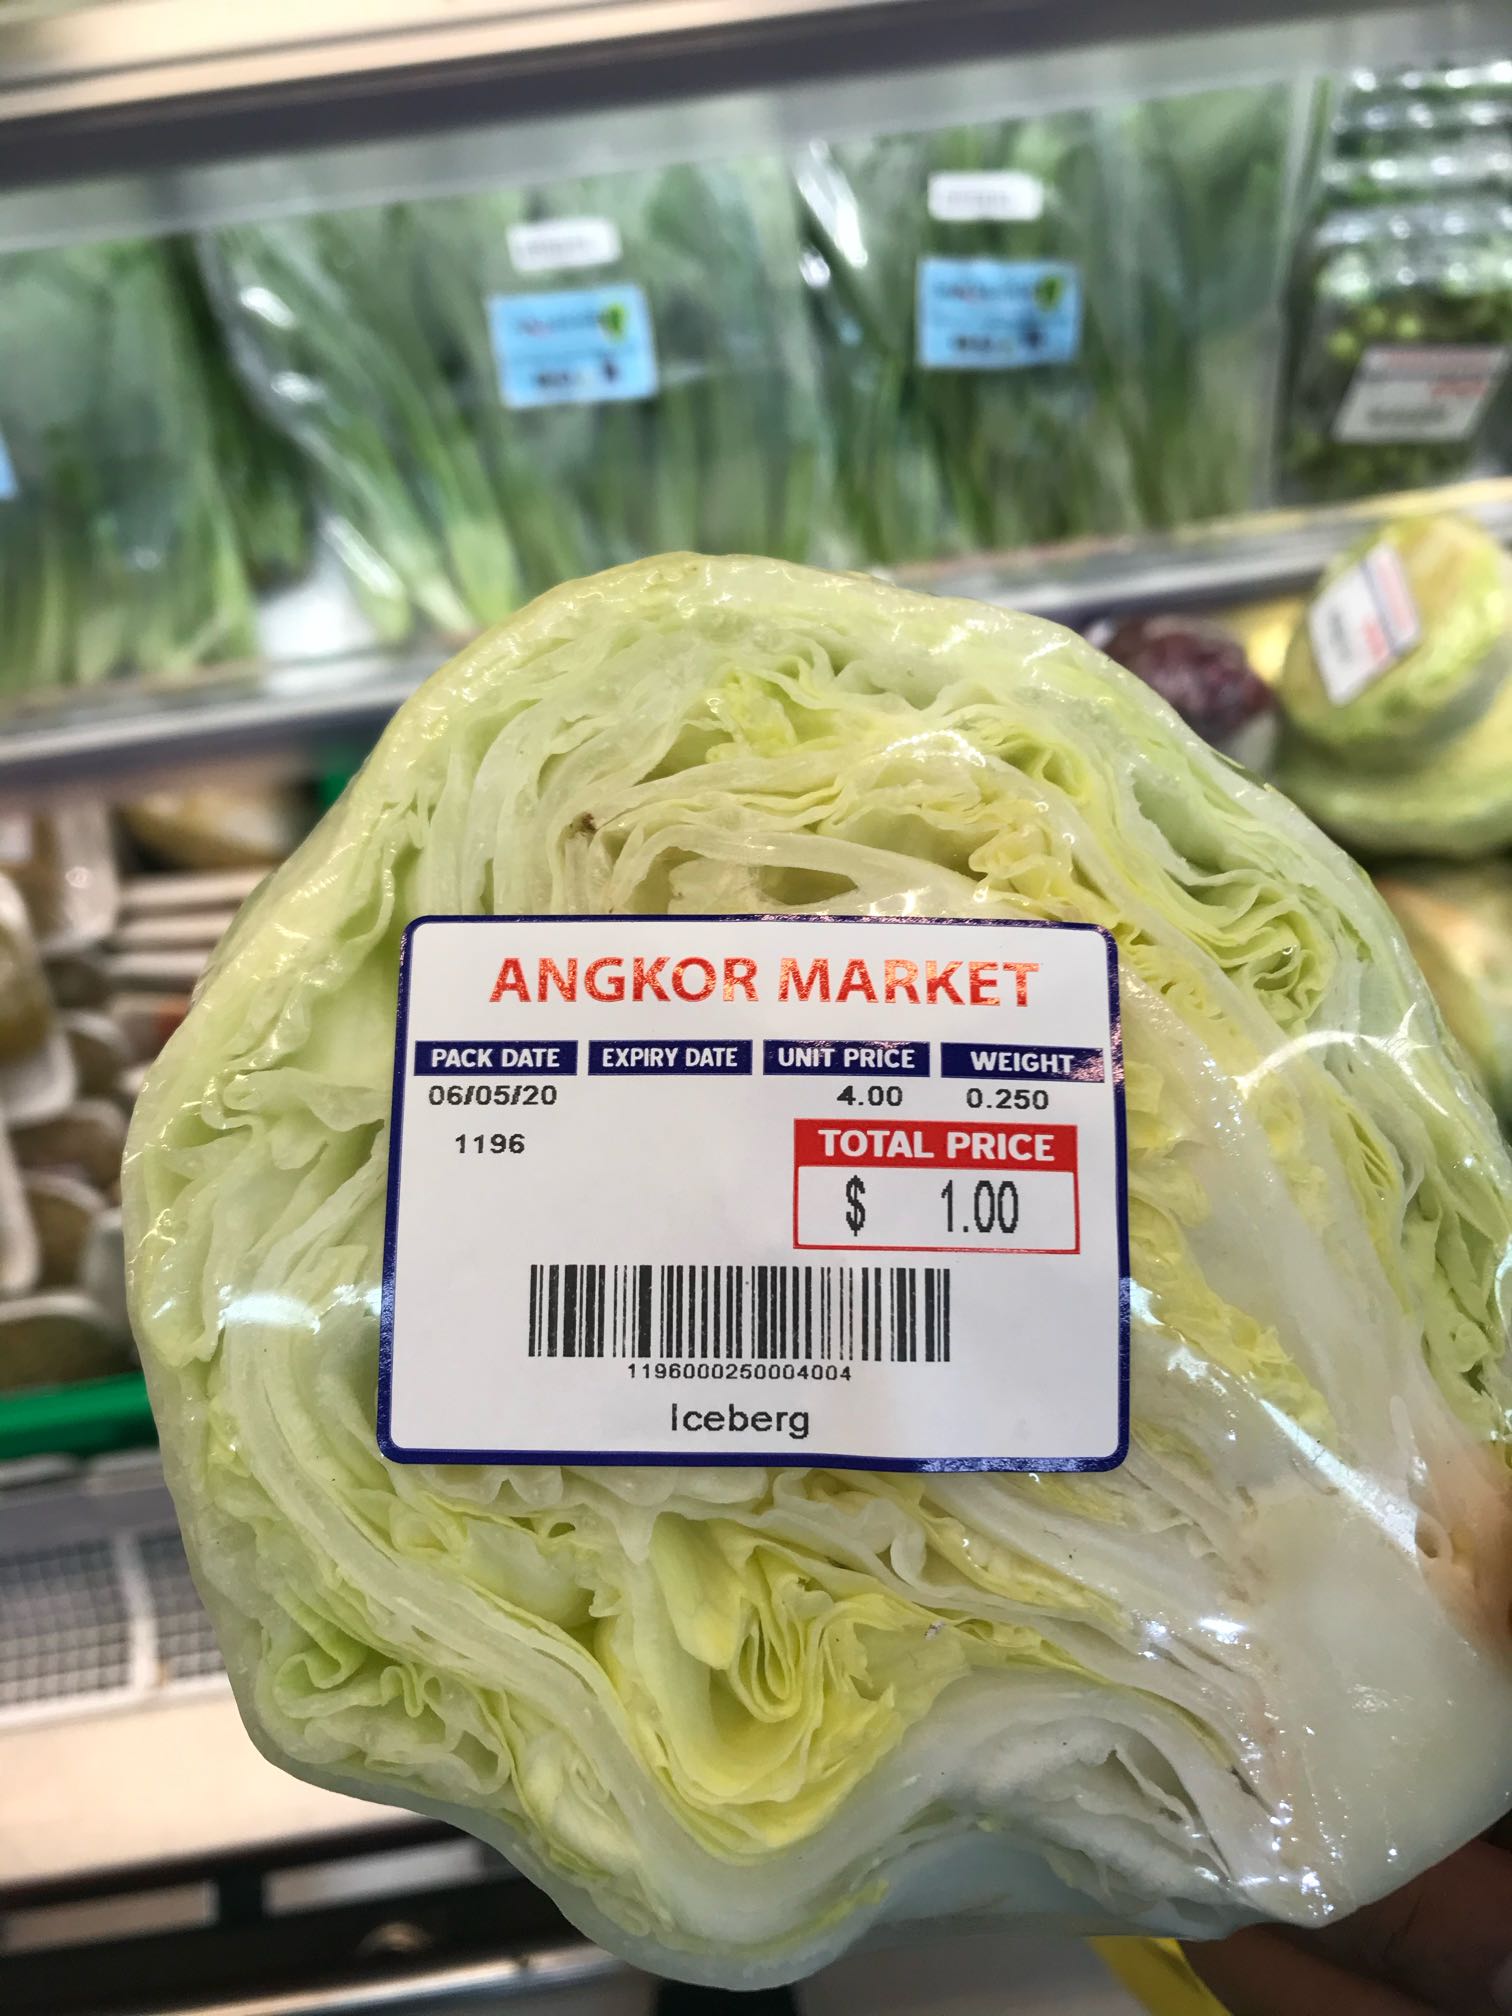 ANGKOR MARKET
PACK DATE EXPIRY DATE UNIT PRICE WEIGHT
06/05/20 4.00 0.250
1196
TOTAL PRICE
$ 1.00
1196000250004004
Iceberg